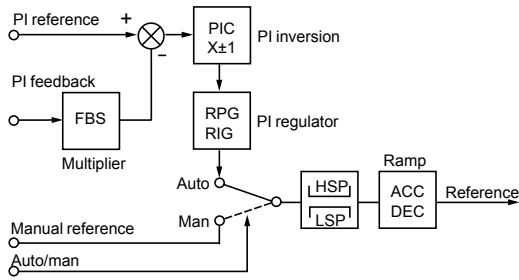 PI reference
+
−
PIC
X±1
PI inversion
PI feedback
FBS
Multiplier
RPG
RIG
PI regulator
Auto
Man
HSP
LSP
Ramp
ACC
DEC
Reference
Manual reference
Auto/man